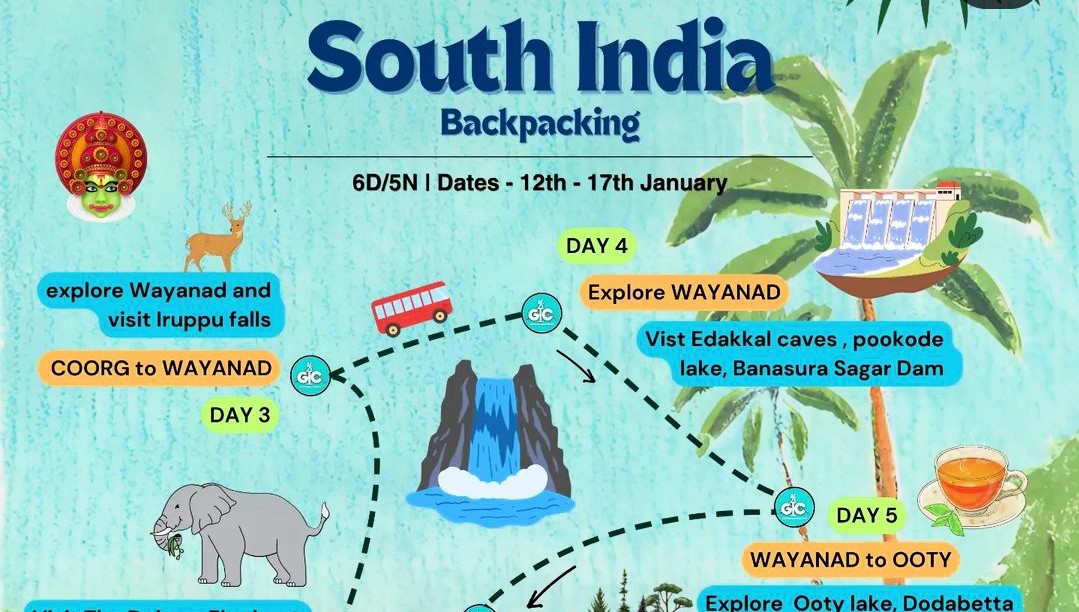 South India
Backpacking
6D/5N | Dates - 12th - 17th January
DAY 4
Explore WAYANAD
Vist Edakkal caves , pookode
lake, Banasura Sagar Dam
explore Wayanad and
visit Iruppu falls
COORG to WAYANAD
DAY 3
GIC
GIC
GIC
DAY 5
WAYANAD to OOTY
Explore Ooty lake, Dodabetta